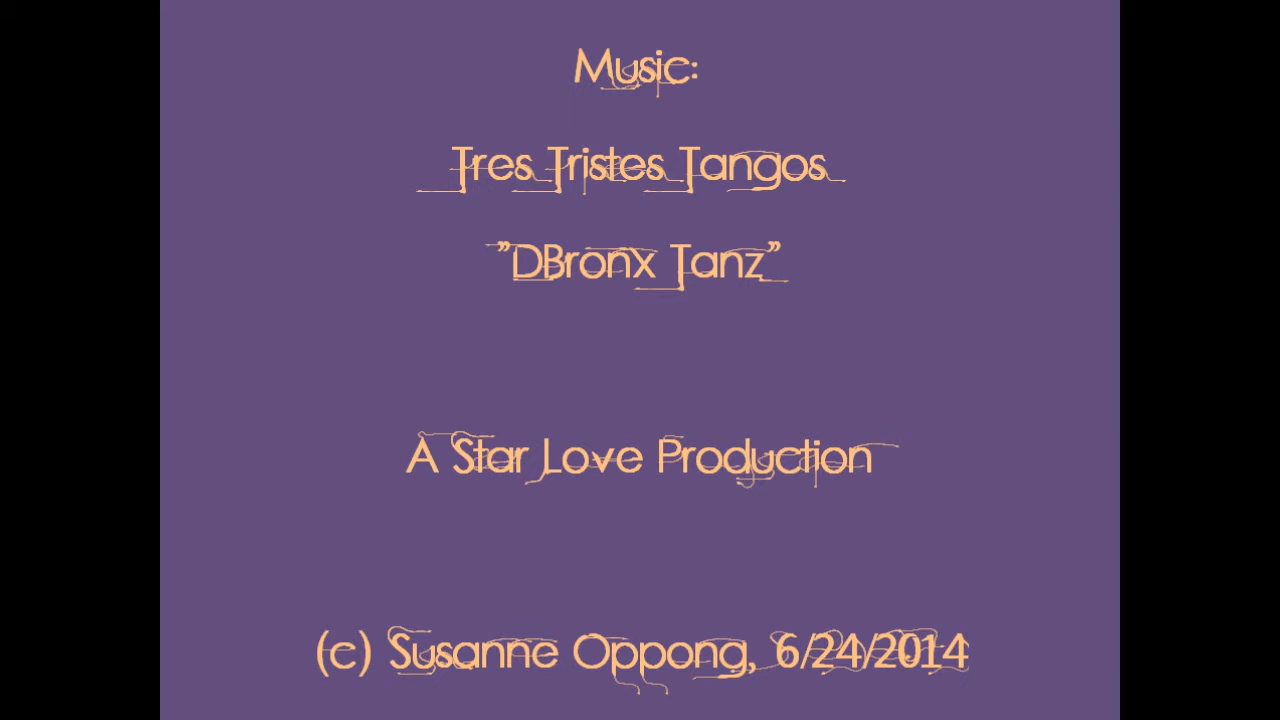 Music:
Tres Tristes Tangos
"DBronx Tanz"
A Star Love Production
(c) Susanne Oppong, 6/24/2014